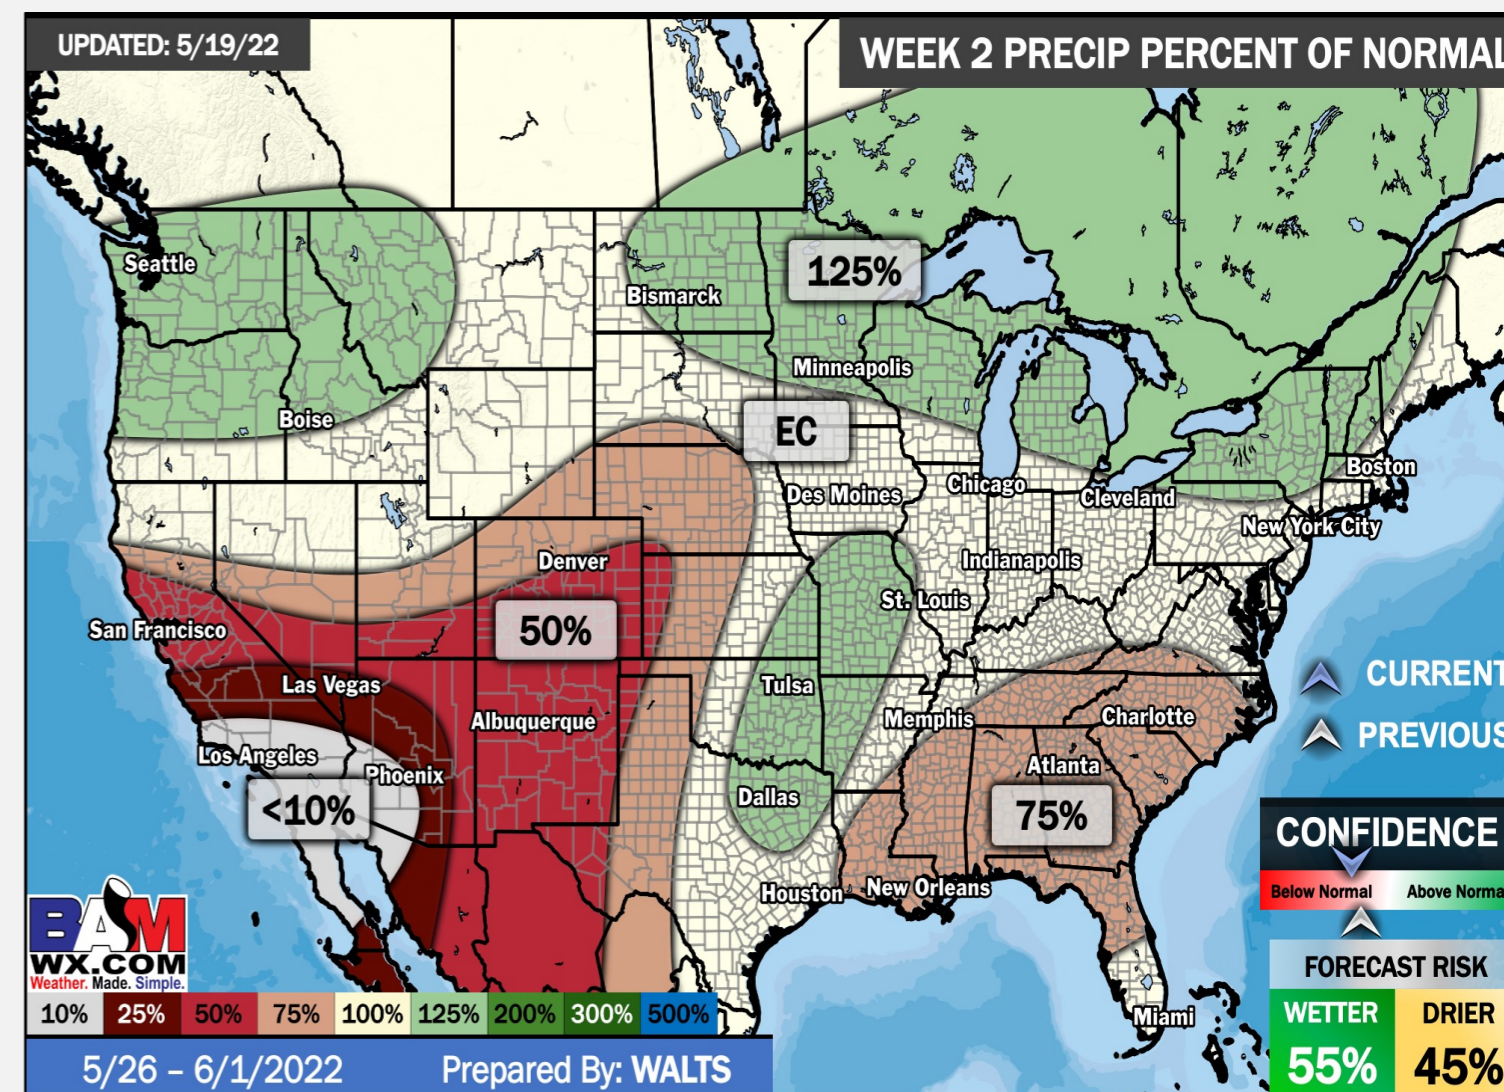 UPDATED: 5/19/22
WEEK 2 PRECIP PERCENT OF NORMAL
Seattle
125%
Bismarck
Minneapolis
Boise
EC
Boston
Des Moines
Chicago
Cleveland
New York City
Denver
Indianapolis
St. Louis
San Francisco
50%
Las Vegas
Tulsa
CURRENT
Albuquerque
Memphis
Charlotte
PREVIOUS
Los Angeles
Phoenix
Atlanta
Dallas
<10%
75%
CONFIDENCE
Houston
New Orleans
Below Normal
Above Norma
BAM
WX.COM
Weather. Made. Simple.
FORECAST RISK
10% 25% 50% 75% 100% 125% 200% 300% 500%
Miami
WETTER
DRIER
55%
45%
5/26 – 6/1/2022
Prepared By: WALTS